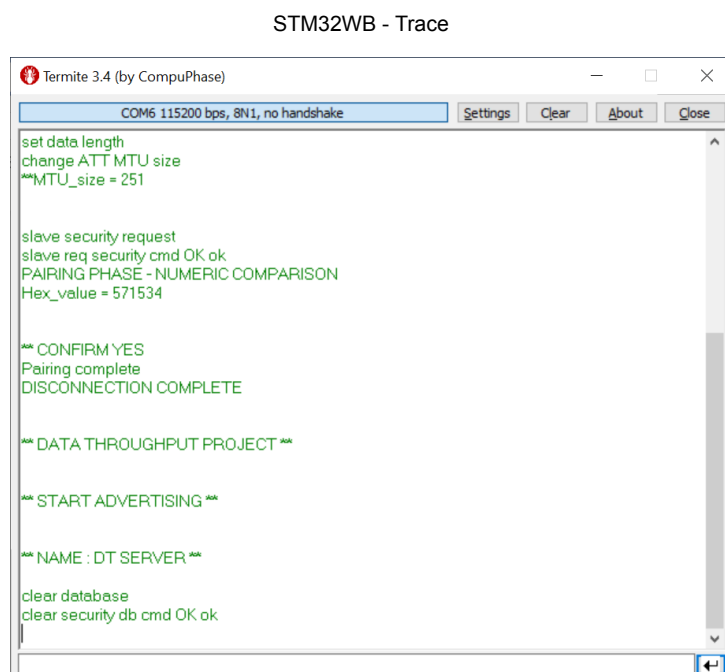 STM32WB - Trace
Termite 3.4 (by CompuPhase)
COM6 115200 bps, 8N1, no handshake
Settings
Clear
About
Close
set data length
change ATT MTU size
**MTU_size = 251
slave security request
slave req security cmd OK ok
PAIRING PHASE - NUMERIC COMPARISON
Hex_value = 571534
** CONFIRM YES
Pairing complete
DISCONNECTION COMPLETE
** DATA THROUGHPUT PROJECT **
** START ADVERTISING **
** NAME : DT SERVER **
clear database
clear security db cmd OK ok